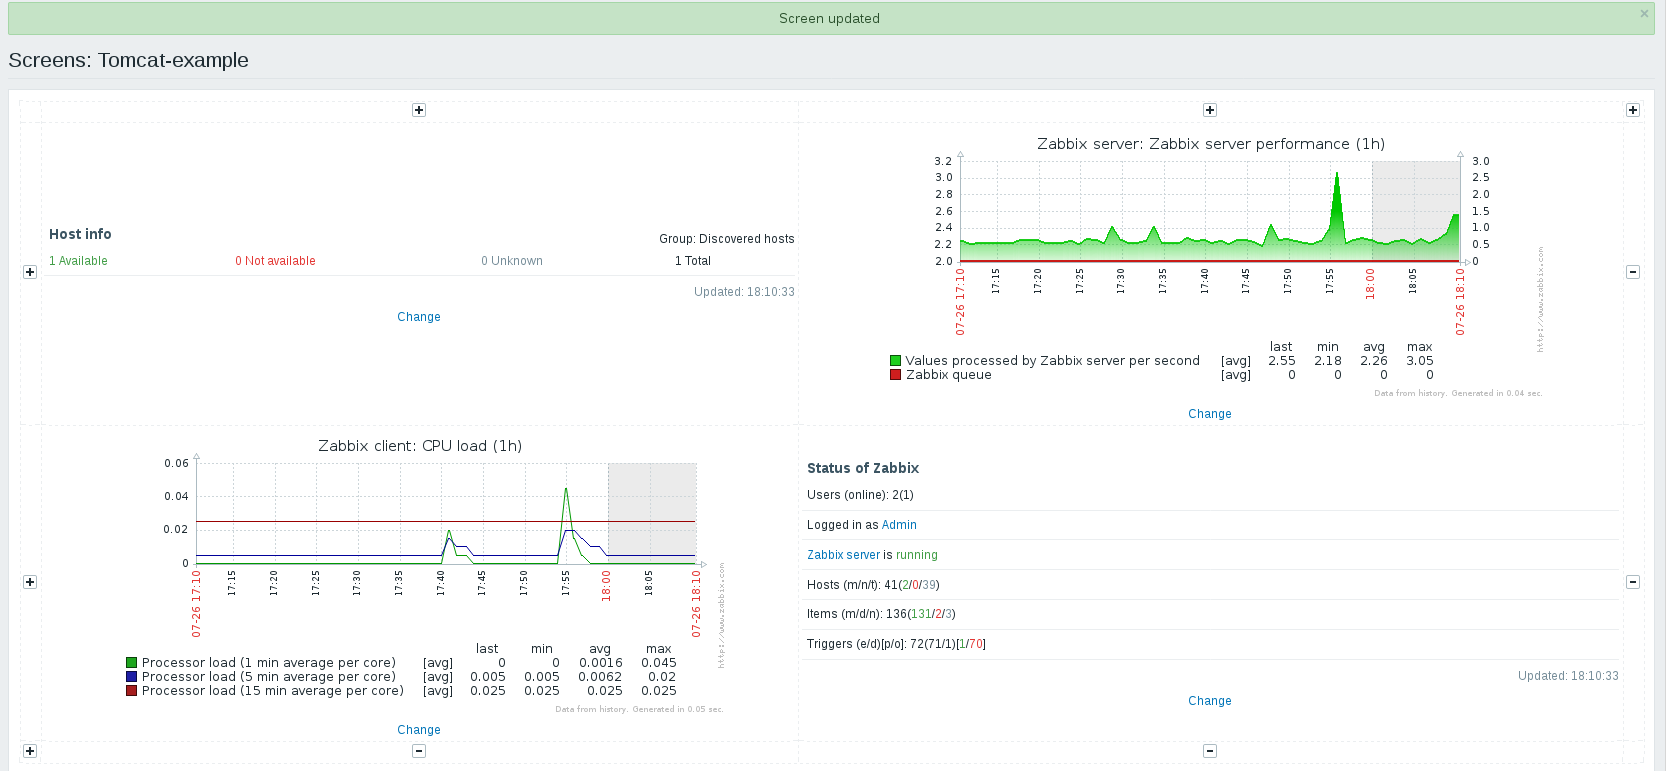 Screen updated
×
Screens: Tomcat-example
Host info
Group: Discovered hosts
1 Available 0 Not available 0 Unknown 1 Total
Updated: 18:10:33
Change
Zabbix server: Zabbix server performance (1h)
3.2 3.0
3.0 2.5
2.8 2.0
2.6 1.5
2.4 1.0
2.2 0.5
2.0 0
07-26 17:10 17:15 17:20 17:25 17:30 17:35 17:40 17:45 17:50 17:55 18:00 18:05 07-26 18:10
http://www.zabbix.com
last min avg max
Values processed by Zabbix server per second [avg] 2.55 2.18 2.26 3.05
Zabbix queue [avg] 0 0 0 0
Data from history. Generated in 0.04 sec.
Change
Zabbix client: CPU load (1h)
0.06
0.04
0.02
0
07-26 17:10 17:15 17:20 17:25 17:30 17:35 17:40 17:45 17:50 17:55 18:00 18:05 07-26 18:10
http://www.zabbix.com
last min avg max
Processor load (1 min average per core) [avg] 0 0 0.0016 0.045
Processor load (5 min average per core) [avg] 0.005 0.005 0.0062 0.02
Processor load (15 min average per core) [avg] 0.025 0.025 0.025 0.025
Data from history. Generated in 0.05 sec.
Change
Status of Zabbix
Users (online): 2(1)
Logged in as Admin
Zabbix server is running
Hosts (m/n/t): 41(2/0/39)
Items (m/d/n): 136(131/2/3)
Triggers (e/d)[p/o]: 72(71/1)[1/70]
Updated: 18:10:33
Change